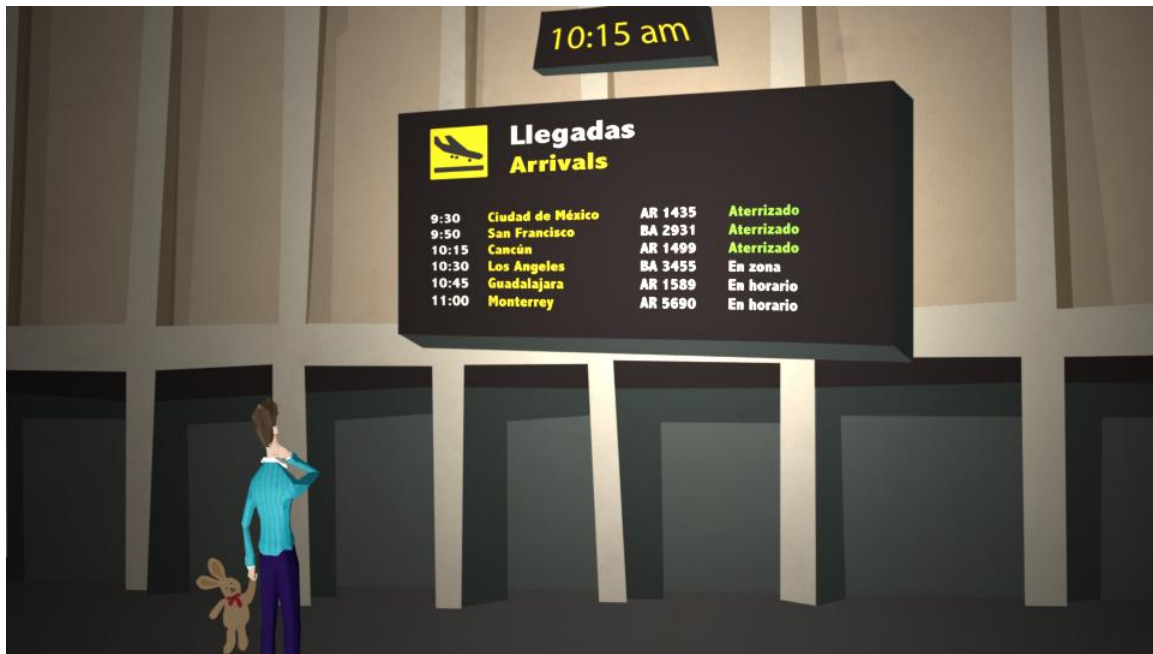 10:15 am
Llegadas
Arrivals
9:30 Ciudad de México AR 1435 Aterrizado
9:50 San Francisco BA 2931 Aterrizado
10:15 Cancún AR 1499 Aterrizado
10:30 Los Angeles BA 3455 En zona
10:45 Guadalajara AR 1589 En horario
11:00 Monterrey AR 5690 En horario